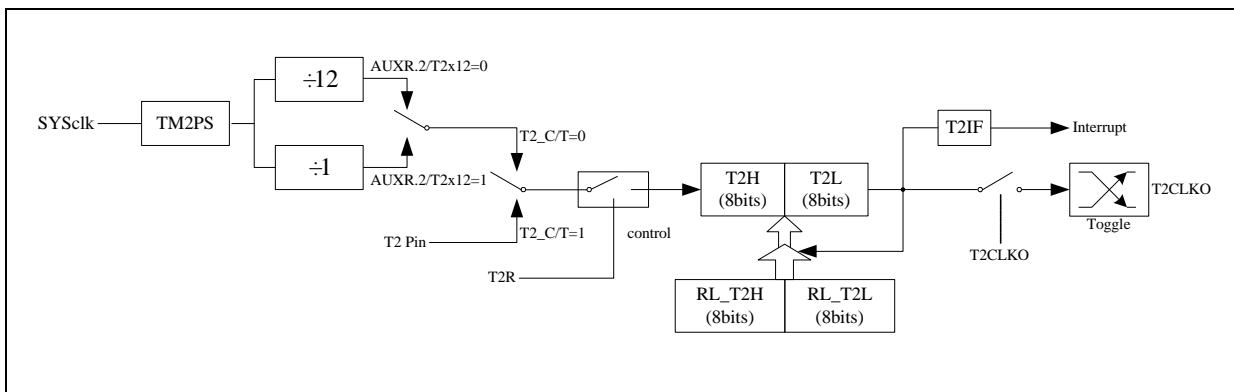 ÷12
AUXR.2/T2x12=0
SYSclk
TM2PS
T2_C/T=0
÷1
AUXR.2/T2x12=1
T2 Pin
T2_C/T=1
control
T2R
T2H
(8bits)
T2L
(8bits)
RL_T2H
(8bits)
RL_T2L
(8bits)
T2IF
Interrupt
T2CLKO
T2CLKO
Toggle